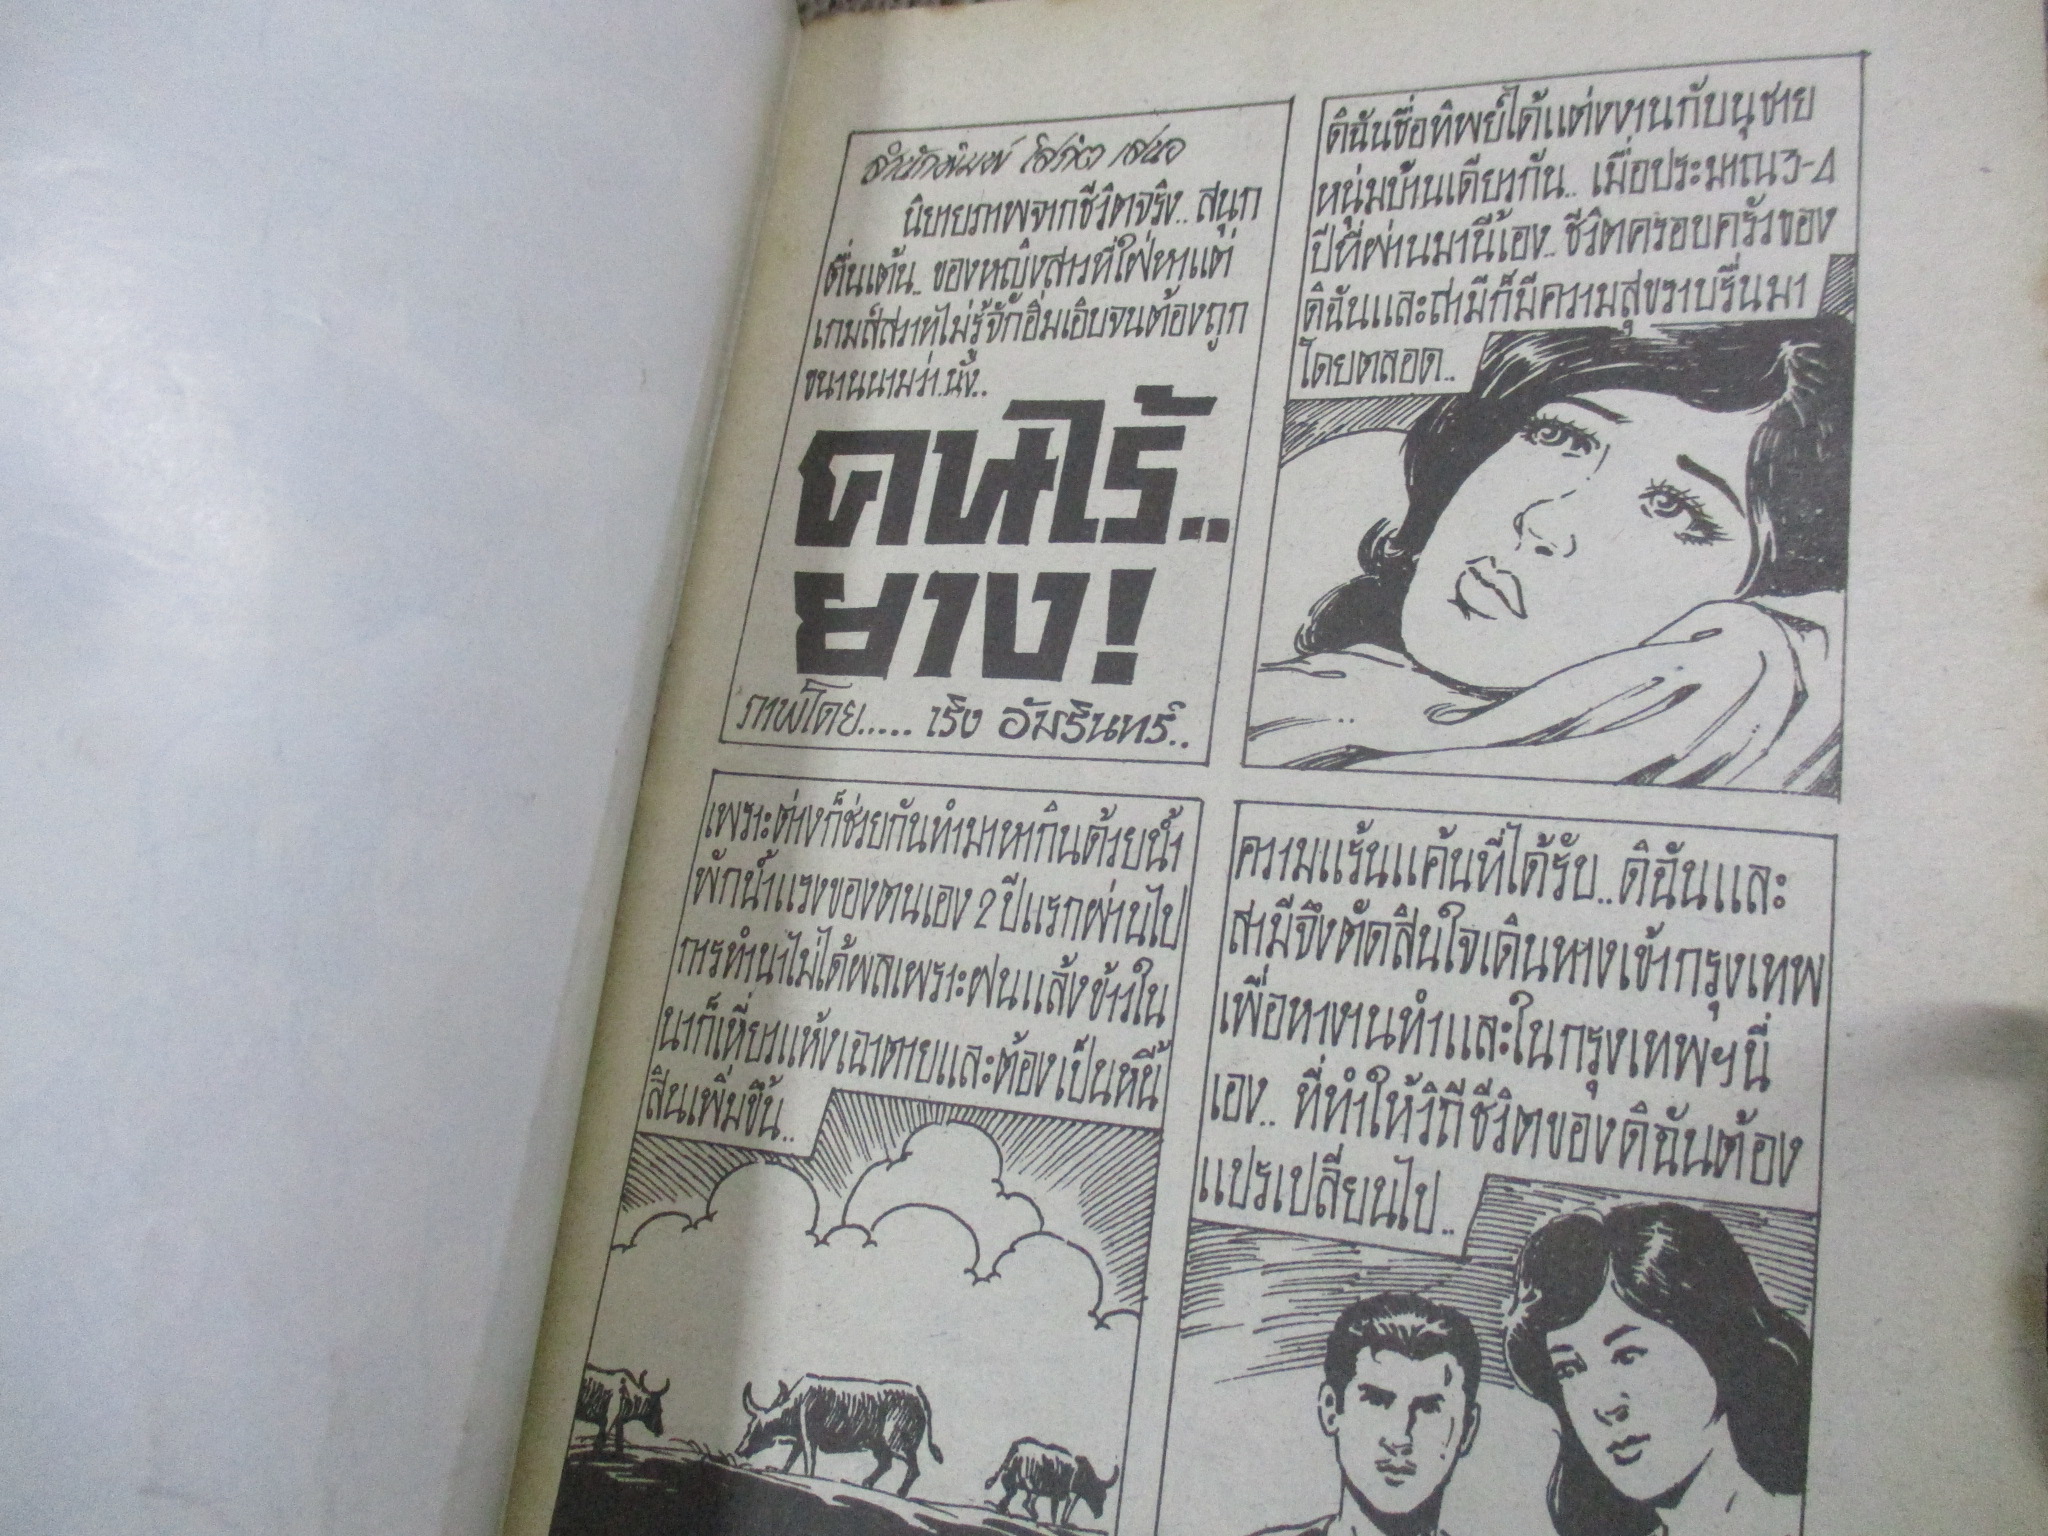 สำนักพิมพ์ โสภิต เสนอ
นิยายภาพจากชีวิตจริง.. สนุก
ตื่นเต้น.. ของหญิงสาวที่ใฝ่หาแต่
เกมส์สวาทไม่รู้จักอิ่มเอิบจนต้องถูก
ขนานนามว่า.นั้ง..
คนไร้..
ยาง!
ภาพโดย..... เริง อัมรินทร์..
ดิฉันชื่อทิพย์ได้แต่งงานกับนุชาย
หนุ่มบ้านเดียวกัน.. เมื่อประมาณ 3-4
ปีที่ผ่านมานี่เอง.. ชีวิตครอบครัวของ
ดิฉันและสามีก็มีความสุขราบรื่นมา
โดยตลอด..
เพราะต่างก็ช่วยกันทำมาหากินด้วยน้ำ
พักน้ำแรงของตนเอง 2 ปีแรกผ่านไป
การทำนาไม่ได้ผลเพราะฝนแล้งข้าวใน
นาก็เหี่ยวแห้งเฉาตายและต้องเป็นหนี้
สินเพิ่มขึ้น..
ความแร้นแค้นที่ได้รับ..ดิฉันและ
สามีจึงตัดสินใจเดินทางเข้ากรุงเทพ
เพื่อหางานทำและในกรุงเทพฯนี่
เอง.. ที่ทำให้วิถีชีวิตของดิฉันต้อง
แปรเปลี่ยนไป..